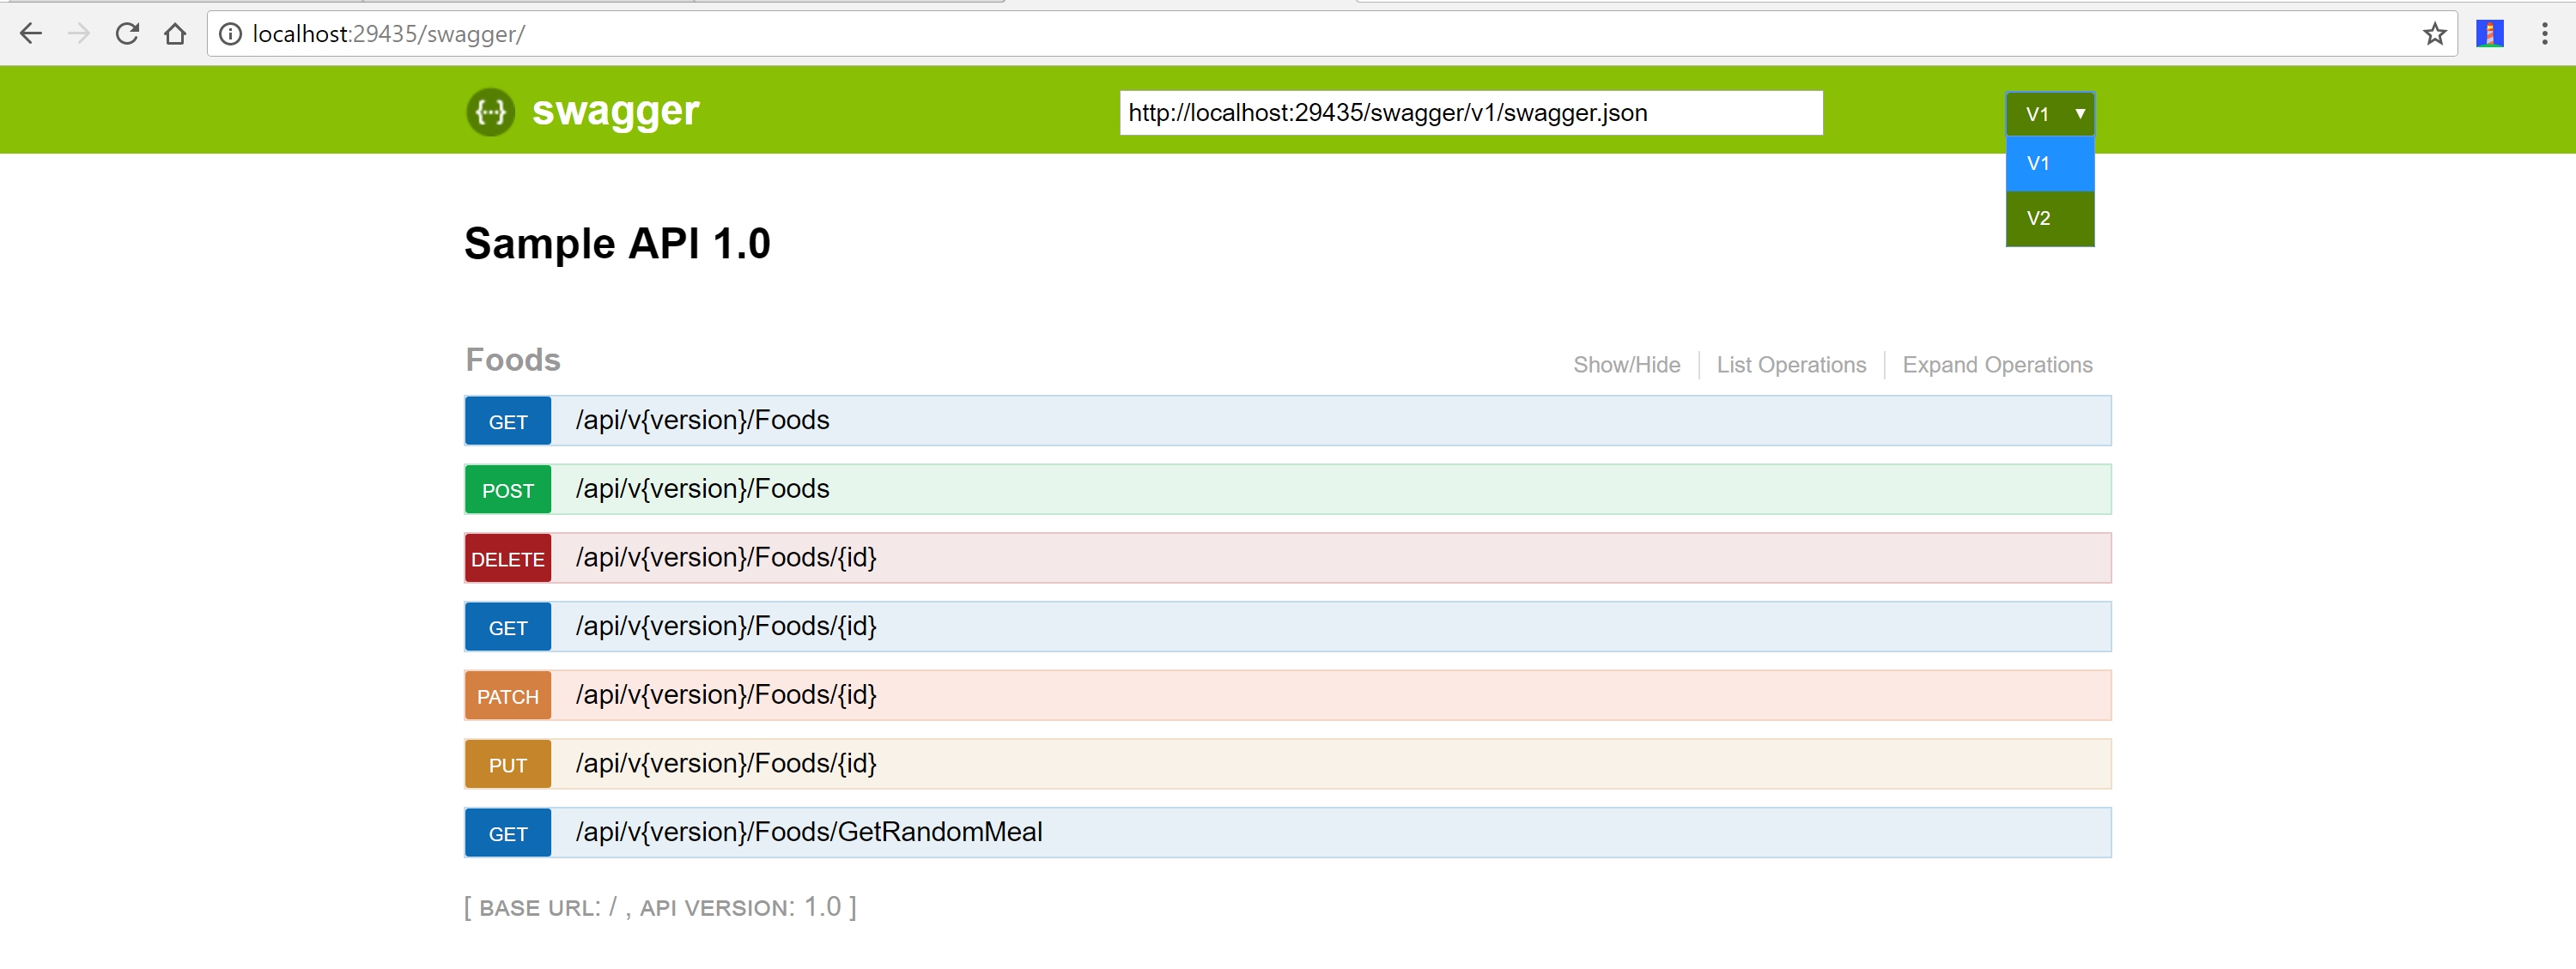 localhost:29435/swagger/
{···} swagger
http://localhost:29435/swagger/v1/swagger.json
V1 ▼
V1
V2
Sample API 1.0
Foods
Show/Hide
List Operations
Expand Operations
GET /api/v{version}/Foods
POST /api/v{version}/Foods
DELETE /api/v{version}/Foods/{id}
GET /api/v{version}/Foods/{id}
PATCH /api/v{version}/Foods/{id}
PUT /api/v{version}/Foods/{id}
GET /api/v{version}/Foods/GetRandomMeal
[ BASE URL: / , API VERSION: 1.0 ]